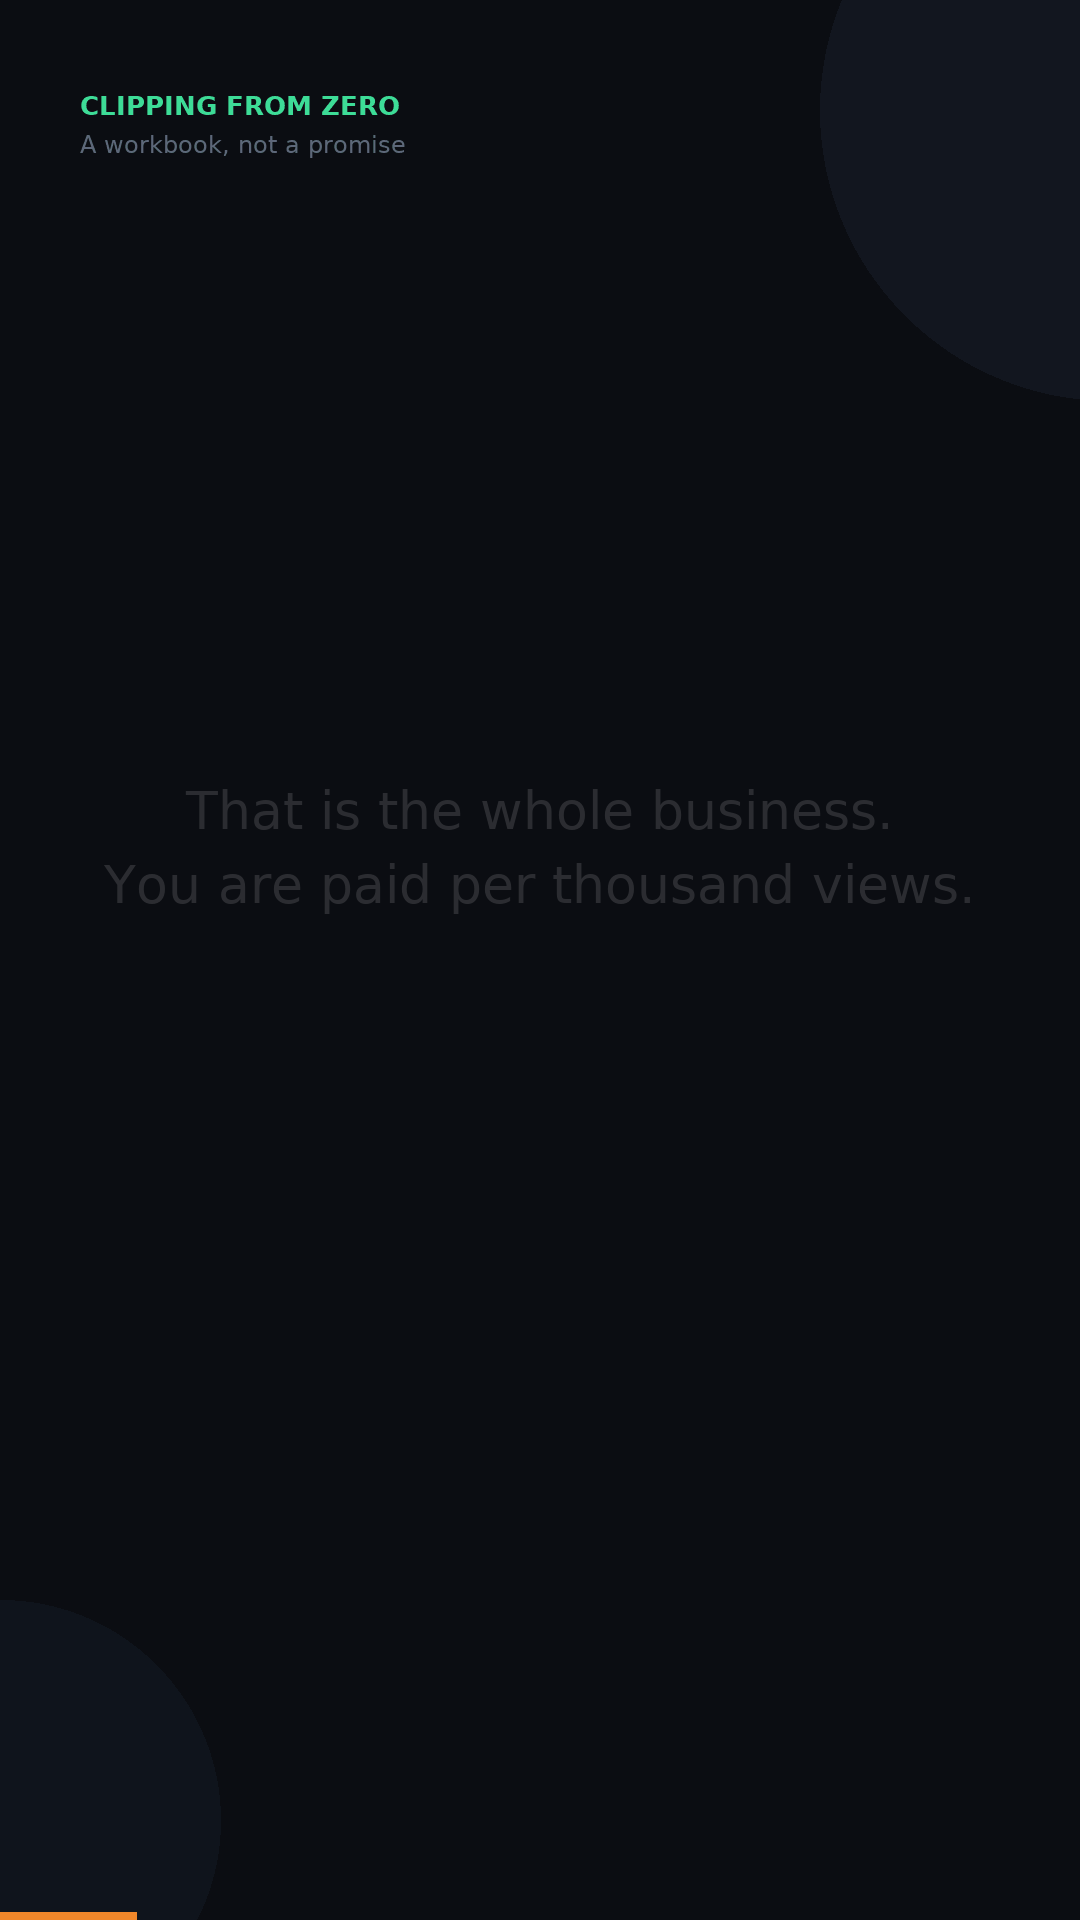 CLIPPING FROM ZERO
A workbook, not a promise
That is the whole business.
You are paid per thousand views.